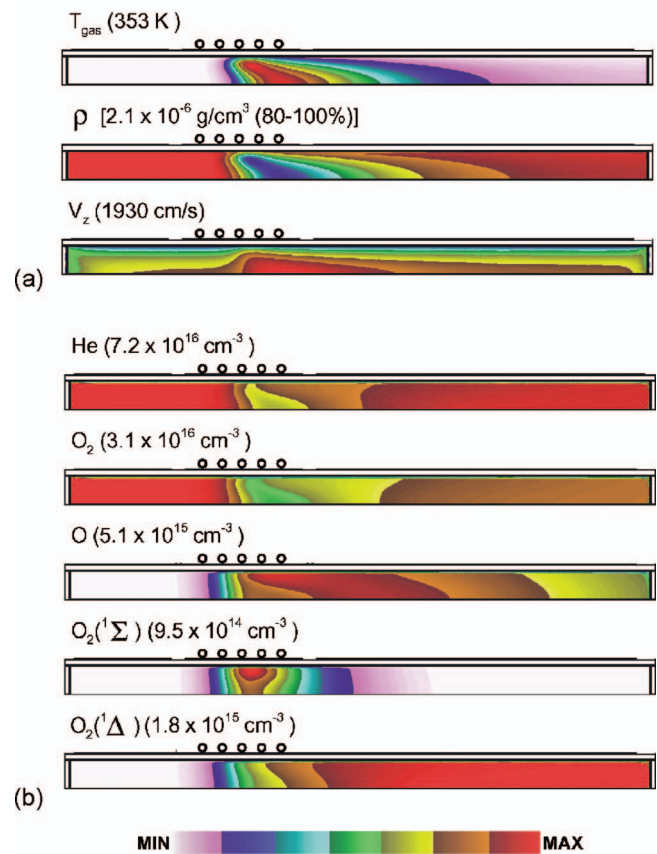 T_gas (353 K )
ρ [2.1 x 10^-6 g/cm^3 (80-100%)]
V_z (1930 cm/s)
(a)
He (7.2 x 10^16 cm^-3 )
O_2 (3.1 x 10^16 cm^-3)
O (5.1 x 10^15 cm^-3)
O_2(^1Σ ) (9.5 x 10^14 cm^-3)
O_2(^1Δ ) (1.8 x 10^15 cm^-3)
(b)
MIN MAX